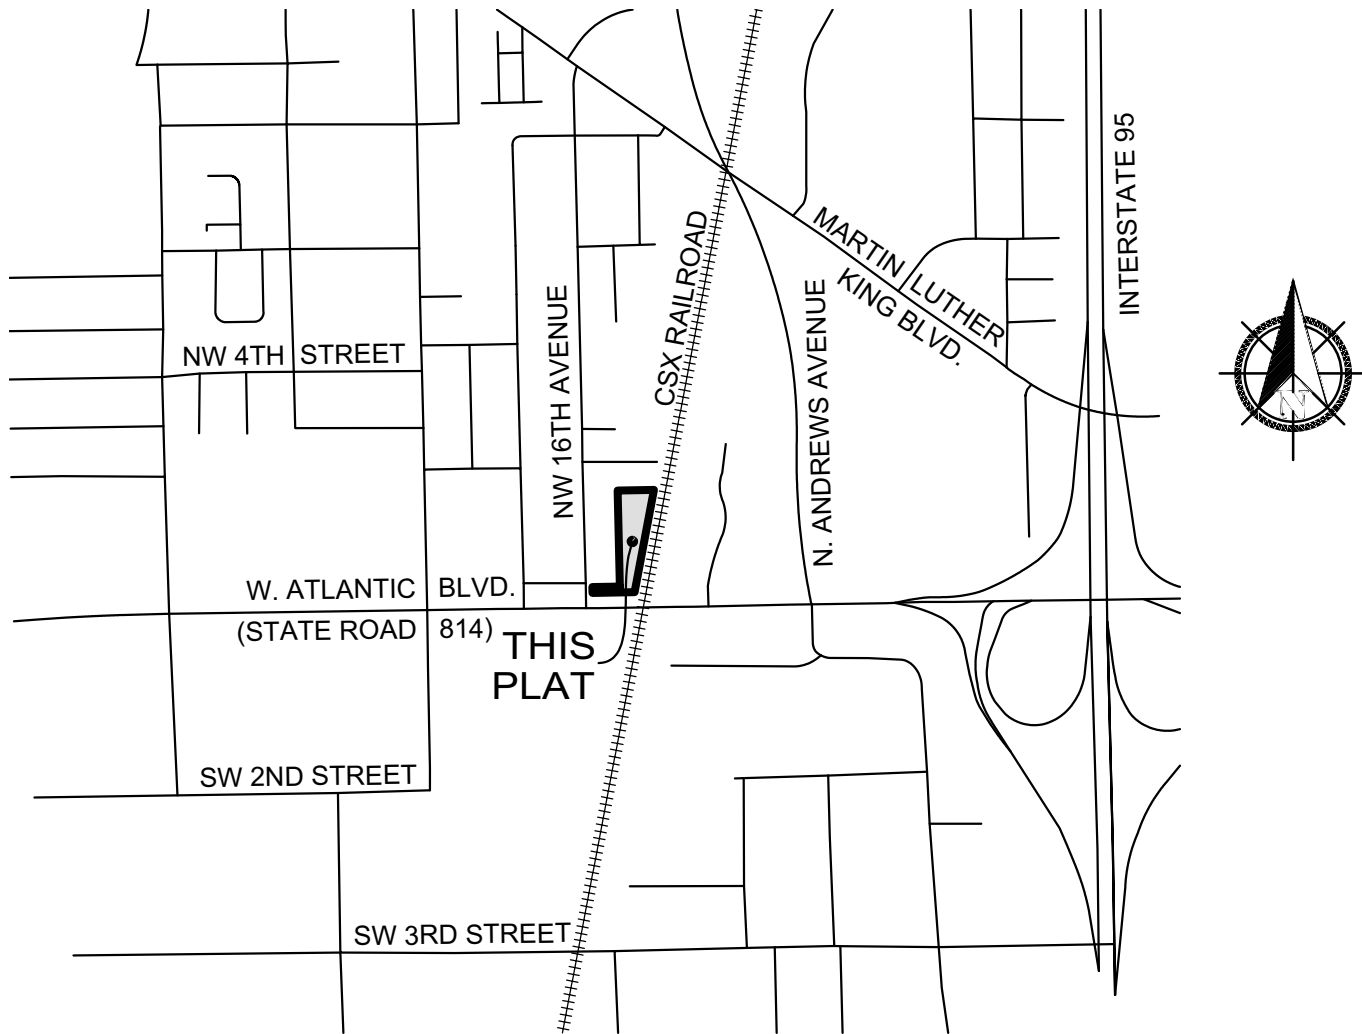 INTERSTATE 95
MARTIN LUTHER
KING BLVD.
CSX RAILROAD
N. ANDREWS AVENUE
NW 16TH AVENUE
NW 4TH STREET
N
W. ATLANTIC BLVD.
(STATE ROAD 814)
THIS
PLAT
SW 2ND STREET
SW 3RD STREET